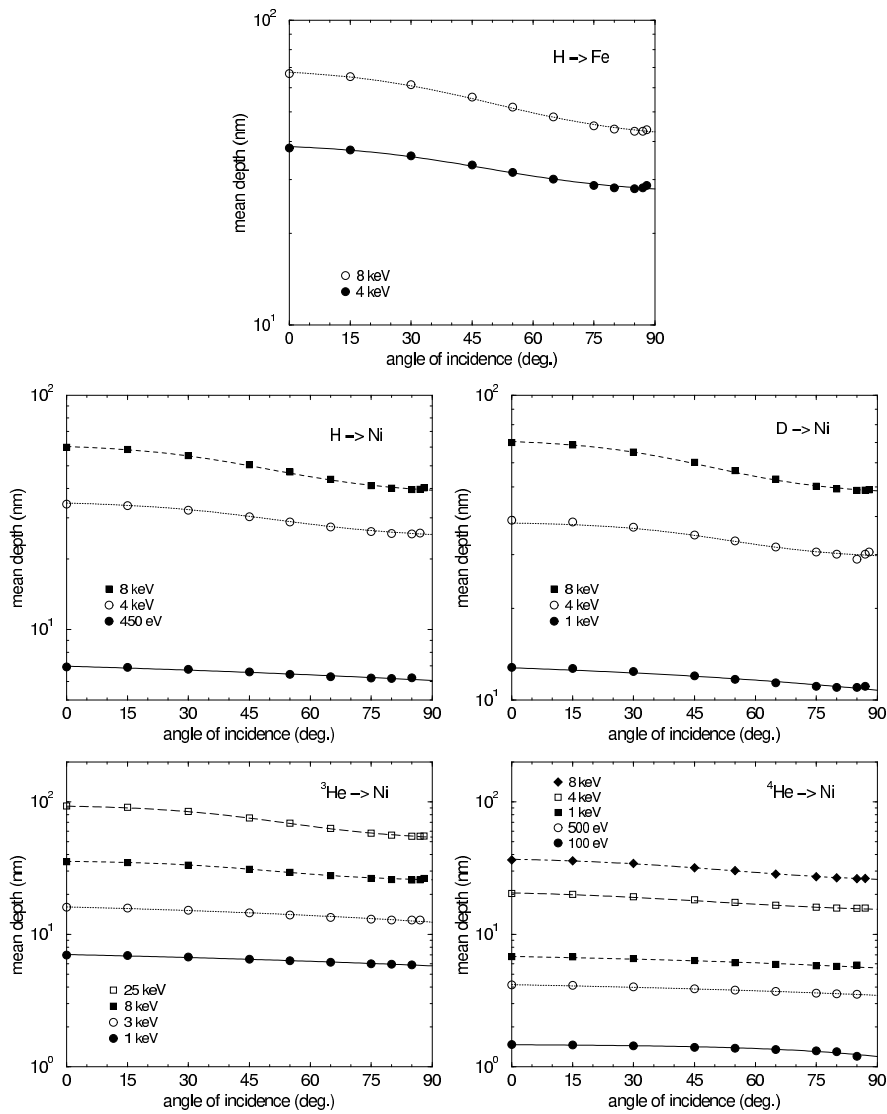 10²
H –> Fe
mean depth (nm)
8 keV
4 keV
10¹
0 15 30 45 60 75 90
angle of incidence (deg.)
10²
H –> Ni
mean depth (nm)
8 keV
4 keV
450 eV
10¹
0 15 30 45 60 75 90
angle of incidence (deg.)
10²
D –> Ni
mean depth (nm)
8 keV
4 keV
1 keV
10¹
0 15 30 45 60 75 90
angle of incidence (deg.)
³He –> Ni
10²
mean depth (nm)
10¹
25 keV
8 keV
3 keV
1 keV
10⁰
0 15 30 45 60 75 90
angle of incidence (deg.)
8 keV
4 keV
1 keV
500 eV
100 eV
⁴He –> Ni
10²
mean depth (nm)
10¹
10⁰
0 15 30 45 60 75 90
angle of incidence (deg.)